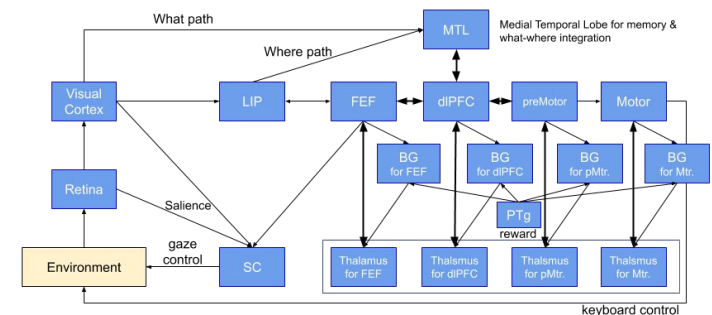 What path
MTL
Medial Temporal Lobe for memory &
what-where integration
Where path
Visual
Cortex
LIP
FEF
dlPFC
preMotor
Motor
BG
for FEF
BG
for dlPFC
BG
for pMtr.
BG
for Mtr.
Retina
Salience
PTg
reward
gaze
control
Environment
SC
Thalamus
for FEF
Thalsmus
for dlPFC
Thalsmus
for pMtr.
Thalsmus
for Mtr.
keyboard control